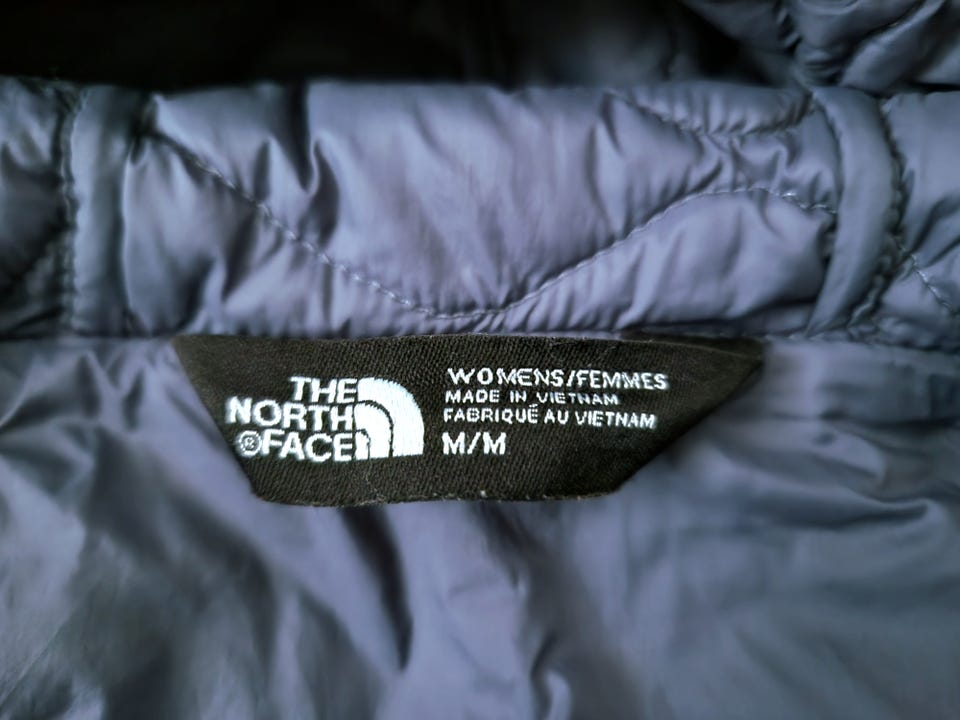 THE
NORTH
®FACE
WOMENS/FEMMES
MADE IN VIETNAM
FABRIQUÉ AU VIETNAM
M/M